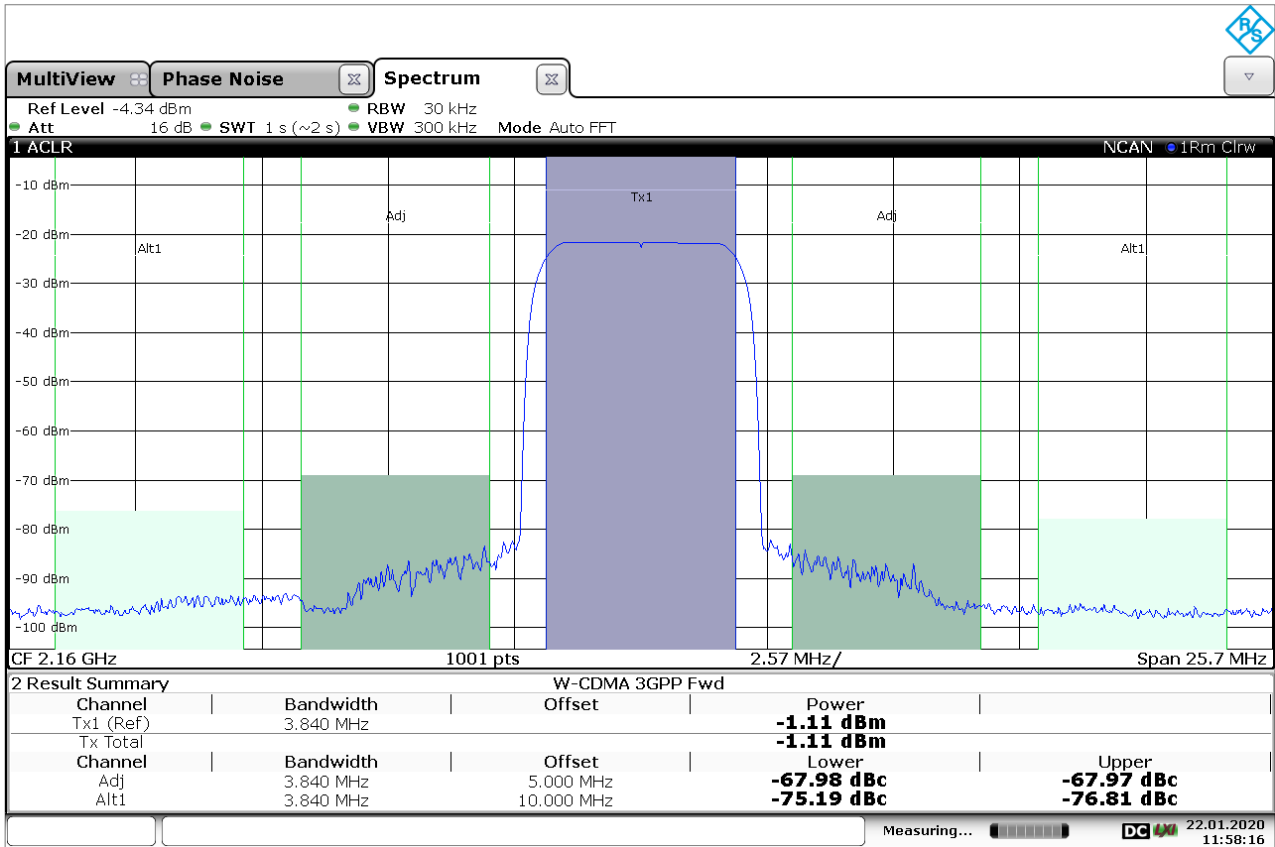 R&S
MultiView Phase Noise Spectrum
Ref Level -4.34 dBm RBW 30 kHz
Att 16 dB SWT 1 s (~2 s) VBW 300 kHz Mode Auto FFT
1 ACLR NCAN 1Rm Clrw
-10 dBm
Tx1
Adj Adj
-20 dBm
Alt1 Alt1
-30 dBm
-40 dBm
-50 dBm
-60 dBm
-70 dBm
-80 dBm
-90 dBm
-100 dBm
CF 2.16 GHz 1001 pts 2.57 MHz/ Span 25.7 MHz
2 Result Summary W-CDMA 3GPP Fwd
Channel Bandwidth Offset Power
Tx1 (Ref) 3.840 MHz -1.11 dBm
Tx Total -1.11 dBm
Channel Bandwidth Offset Lower Upper
Adj 3.840 MHz 5.000 MHz -67.98 dBc -67.97 dBc
Alt1 3.840 MHz 10.000 MHz -75.19 dBc -76.81 dBc
Measuring... DC LXI 22.01.2020
11:58:16